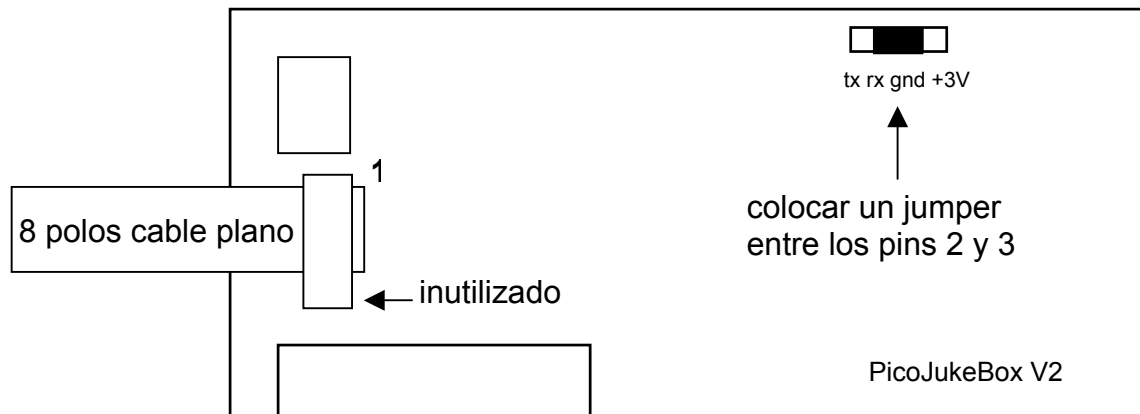 tx rx gnd +3V
1
8 polos cable plano
colocar un jumper
entre los pins 2 y 3
inutilizado
PicoJukeBox V2